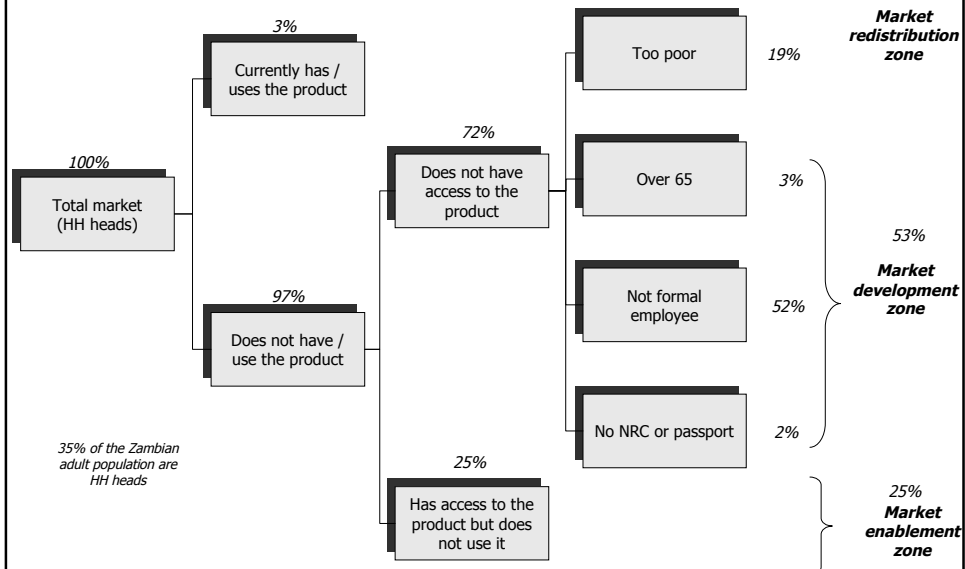 100%
Total market
(HH heads)
35% of the Zambian
adult population are
HH heads
3%
Currently has /
uses the product
97%
Does not have /
use the product
72%
Does not have
access to the
product
25%
Has access to the
product but does
not use it
Too poor
19%
Over 65
3%
Not formal
employee
52%
No NRC or passport
2%
Market
redistribution
zone
53%
Market
development
zone
25%
Market
enablement
zone